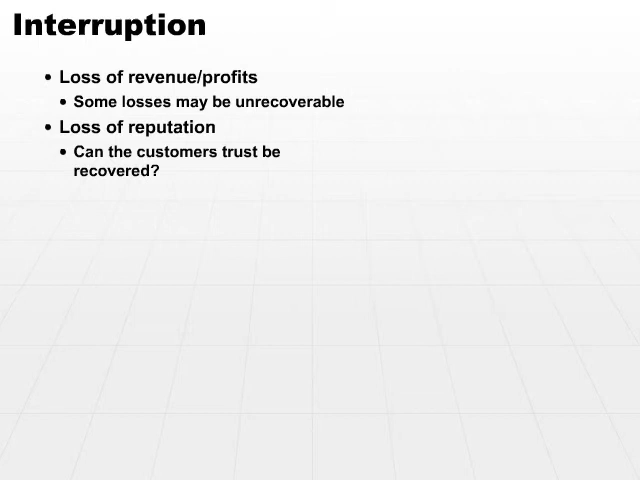 Interruption
• Loss of revenue/profits
• Some losses may be unrecoverable
• Loss of reputation
• Can the customers trust be
recovered?